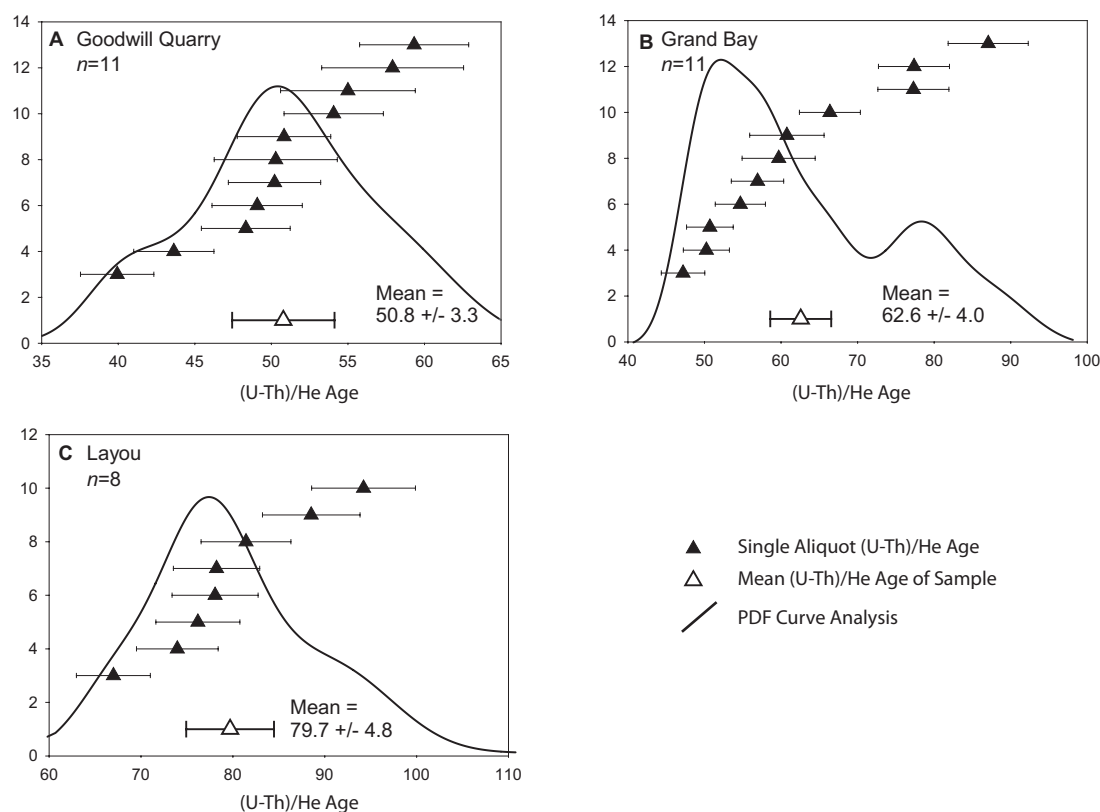 A Goodwill Quarry
n=11
14
12
10
8
6
4
2
0
Mean =
50.8 +/- 3.3
35 40 45 50 55 60 65
(U-Th)/He Age
B Grand Bay
n=11
14
12
10
8
6
4
2
0
Mean =
62.6 +/- 4.0
40 50 60 70 80 90 100
(U-Th)/He Age
C Layou
n=8
12
10
8
6
4
2
0
Mean =
79.7 +/- 4.8
60 70 80 90 100 110
(U-Th)/He Age
Single Aliquot (U-Th)/He Age
Mean (U-Th)/He Age of Sample
PDF Curve Analysis